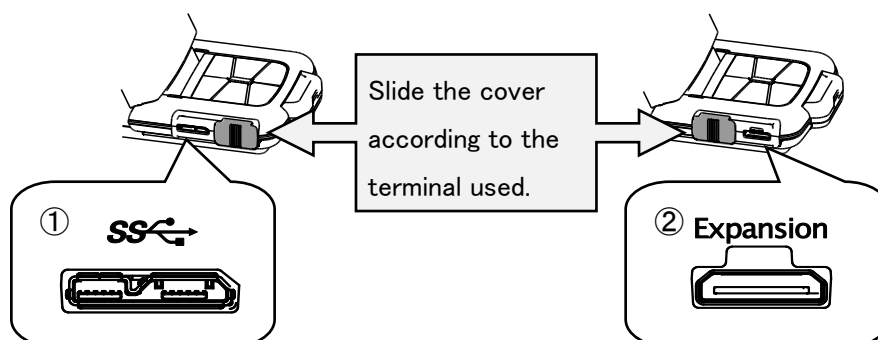 Slide the cover
according to the
terminal used.
①
SS
② Expansion